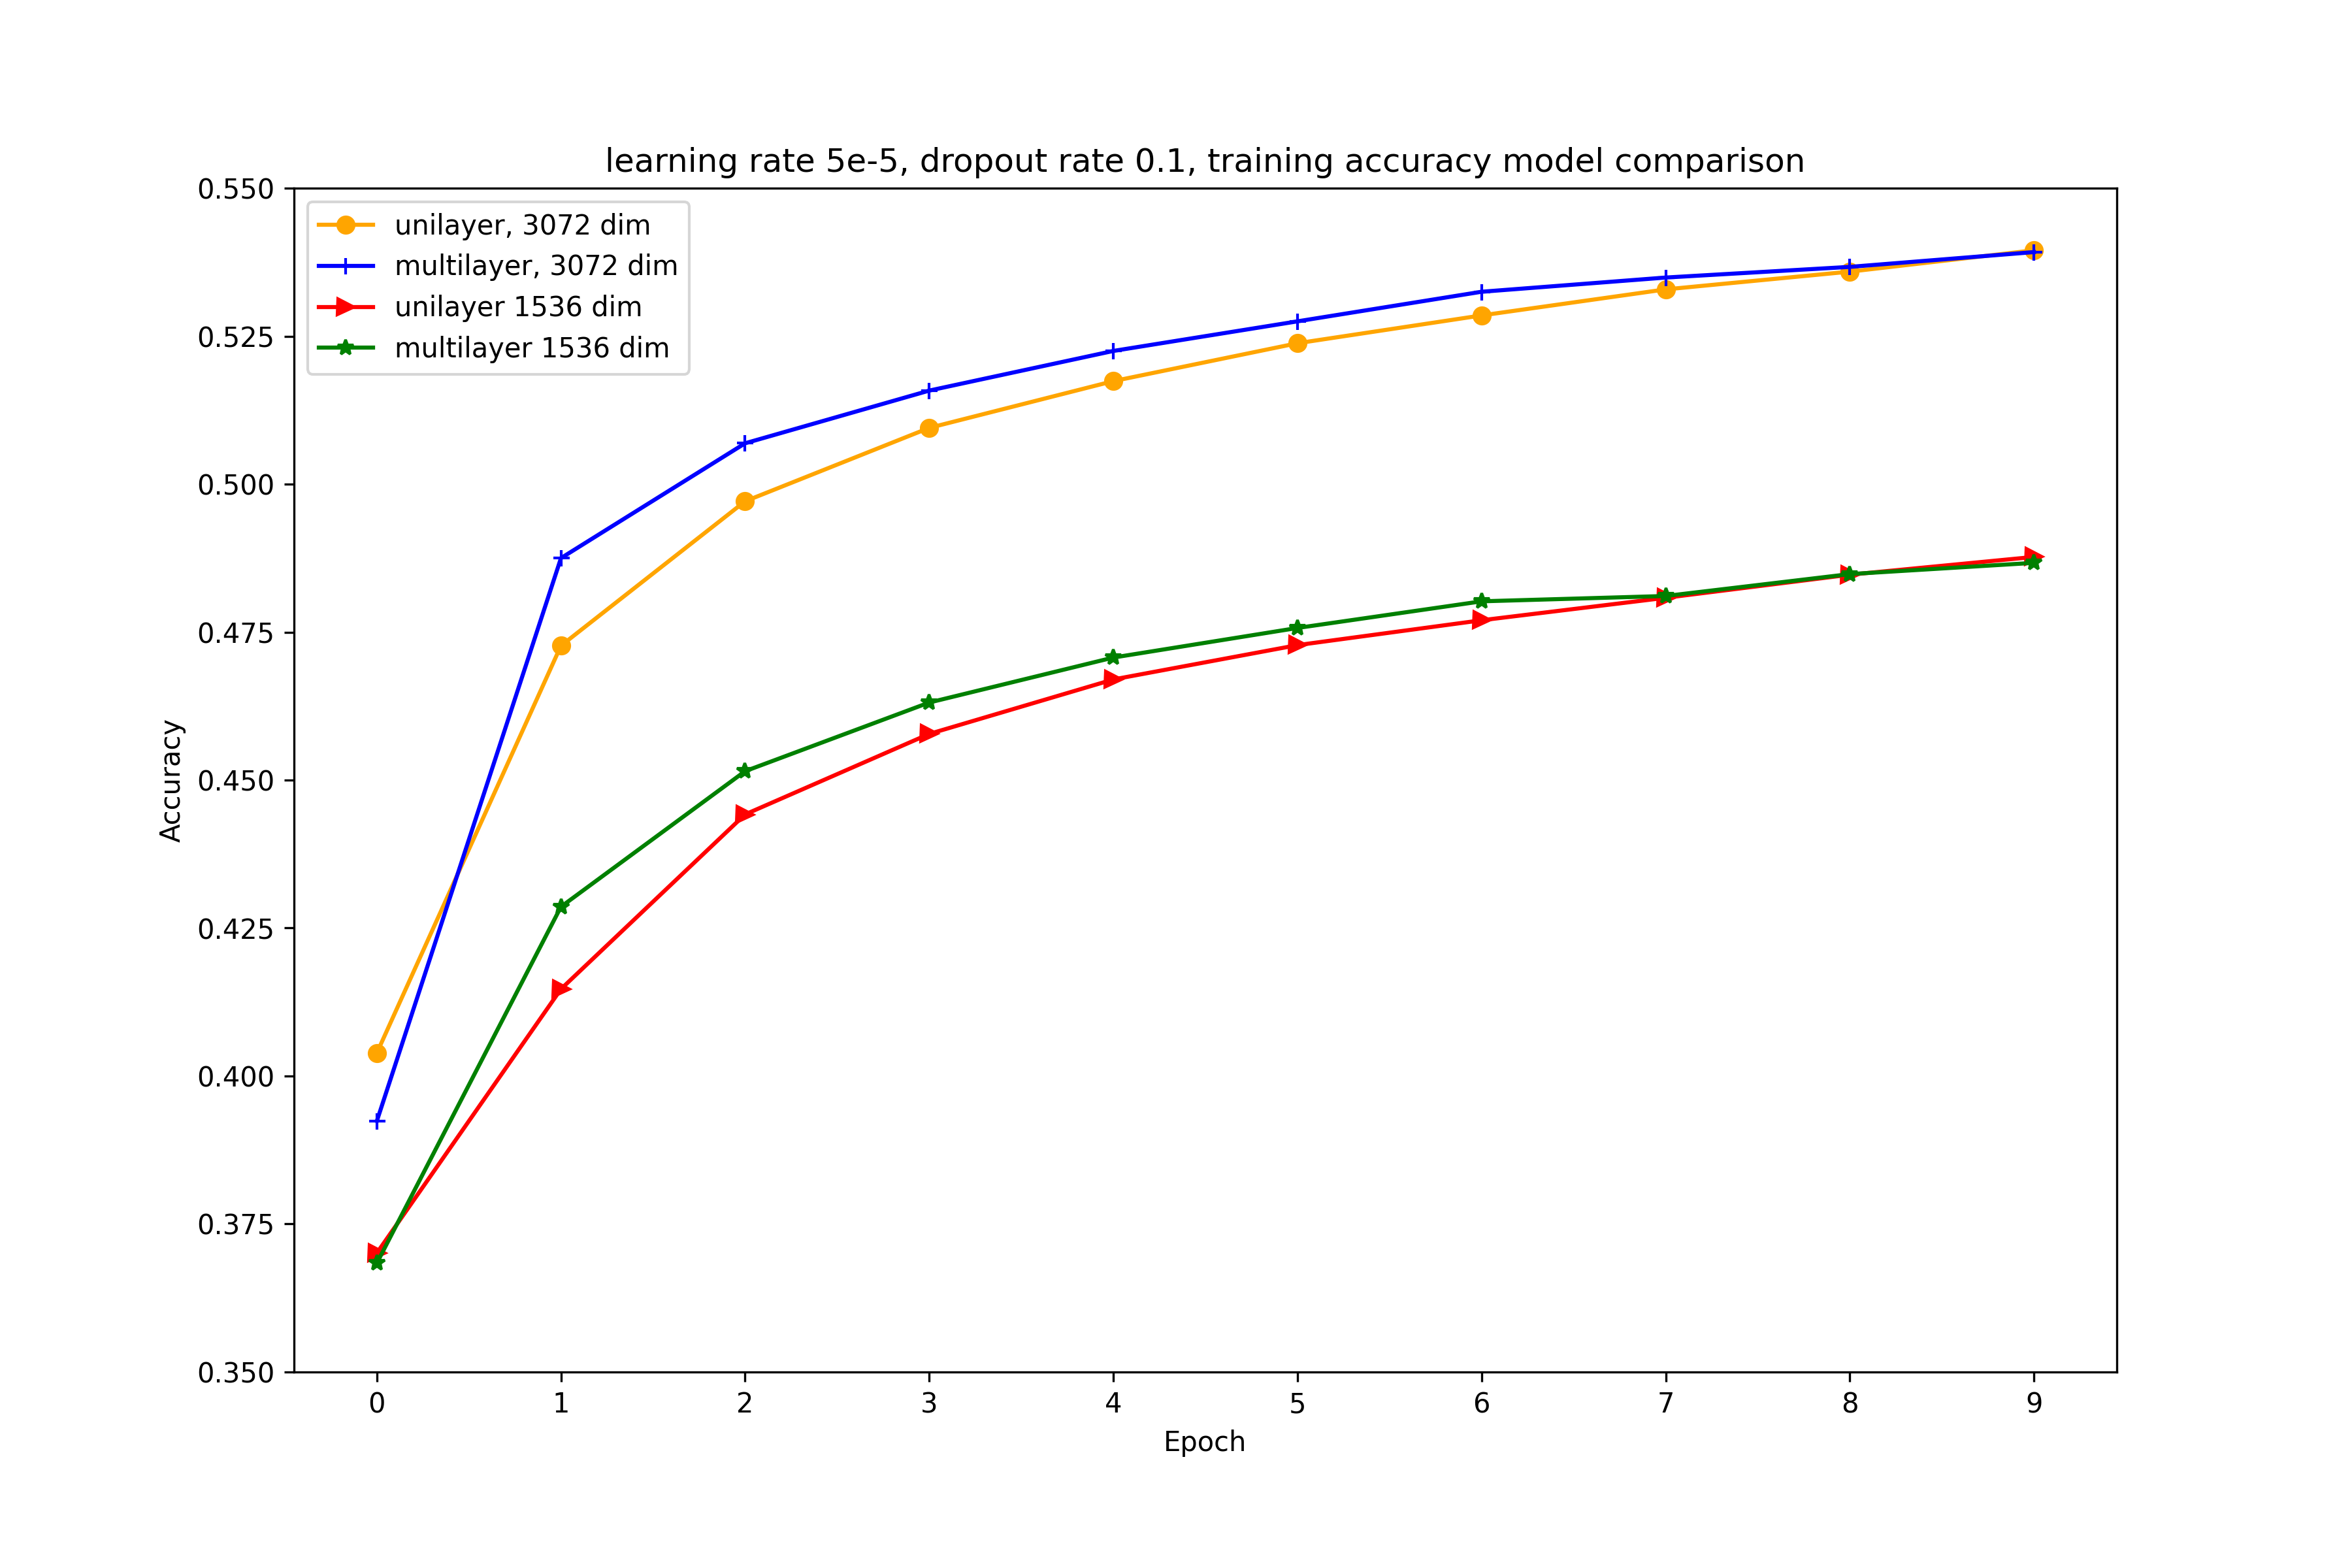 learning rate 5e-5, dropout rate 0.1, training accuracy model comparison
unilayer, 3072 dim
multilayer, 3072 dim
unilayer 1536 dim
multilayer 1536 dim
Accuracy
0.550
0.525
0.500
0.475
0.450
0.425
0.400
0.375
0.350
0 1 2 3 4 5 6 7 8 9
Epoch